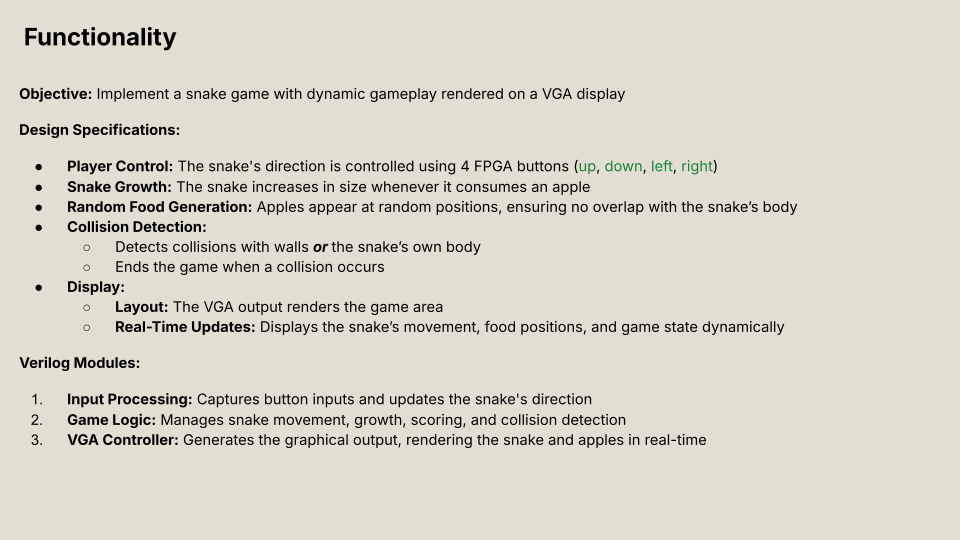 Functionality
Objective: Implement a snake game with dynamic gameplay rendered on a VGA display
Design Specifications:
● Player Control: The snake's direction is controlled using 4 FPGA buttons (up, down, left, right)
● Snake Growth: The snake increases in size whenever it consumes an apple
● Random Food Generation: Apples appear at random positions, ensuring no overlap with the snake’s body
● Collision Detection:
○ Detects collisions with walls or the snake’s own body
○ Ends the game when a collision occurs
● Display:
○ Layout: The VGA output renders the game area
○ Real-Time Updates: Displays the snake’s movement, food positions, and game state dynamically
Verilog Modules:
1. Input Processing: Captures button inputs and updates the snake's direction
2. Game Logic: Manages snake movement, growth, scoring, and collision detection
3. VGA Controller: Generates the graphical output, rendering the snake and apples in real-time